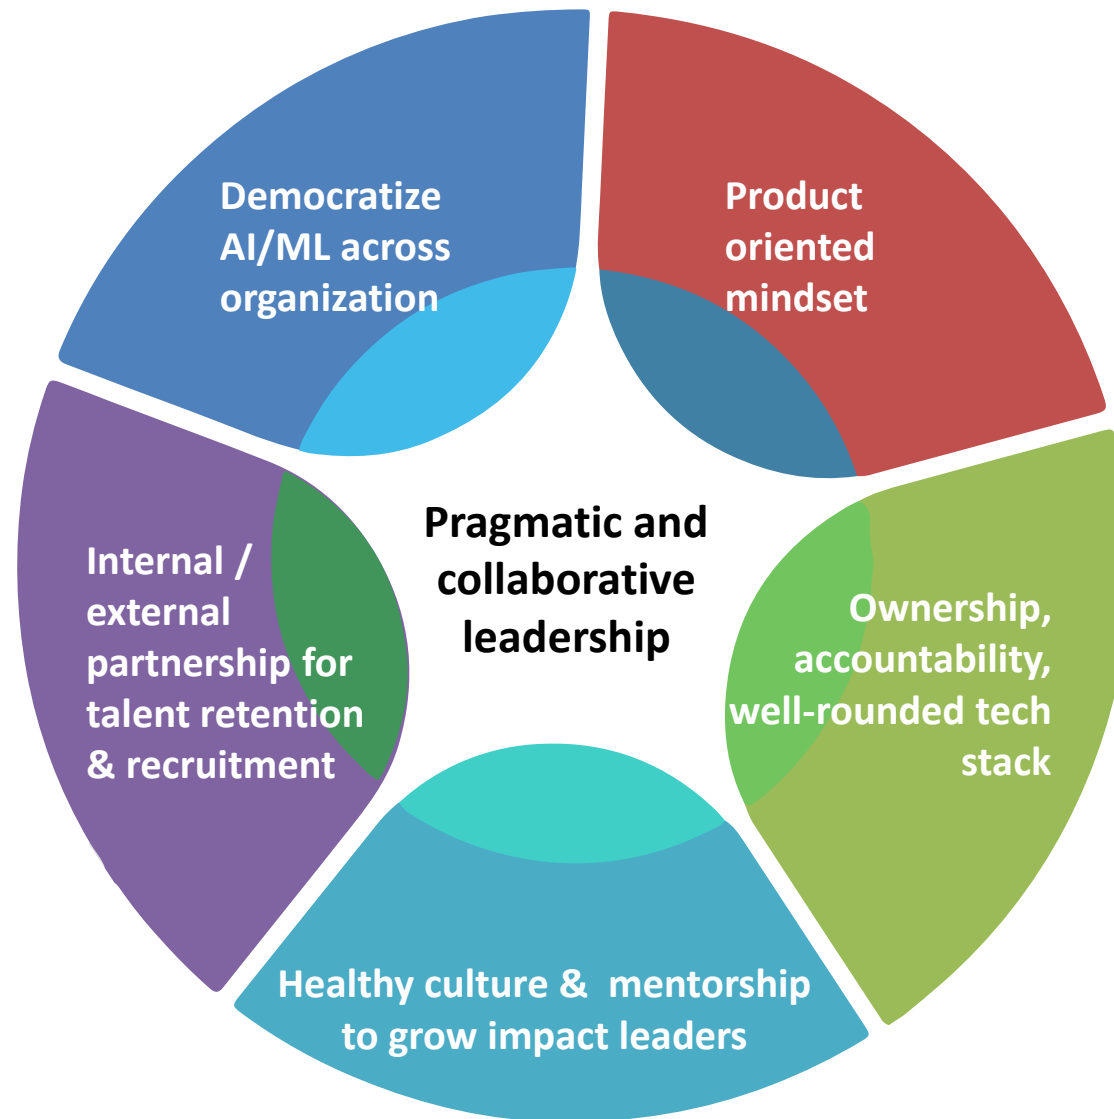 Democratize
AI/ML across
organization
Product
oriented
mindset
Pragmatic and
collaborative
leadership
Internal /
external
partnership for
talent retention
& recruitment
Ownership,
accountability,
well-rounded tech
stack
Healthy culture &  mentorship
to grow impact leaders